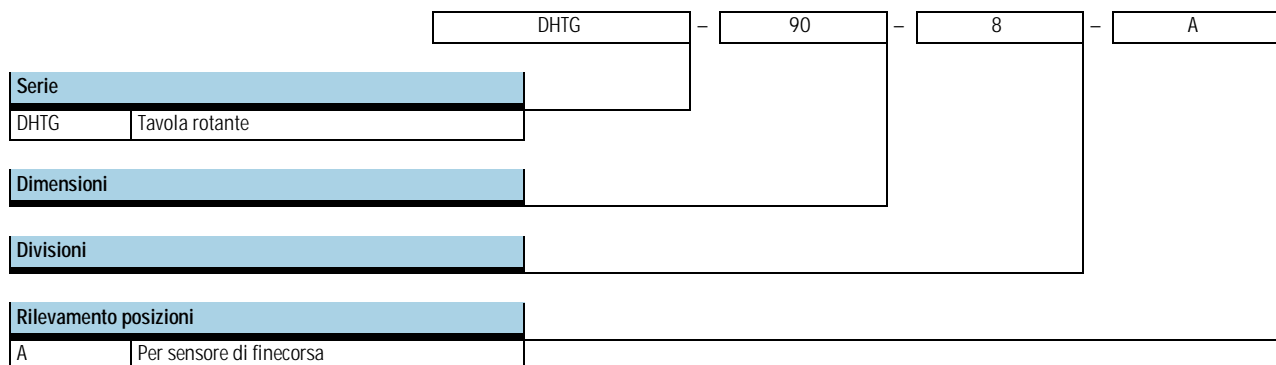 DHTG – 90 – 8 – A
Serie
DHTG Tavola rotante
Dimensioni
Divisioni
Rilevamento posizioni
A Per sensore di finecorsa